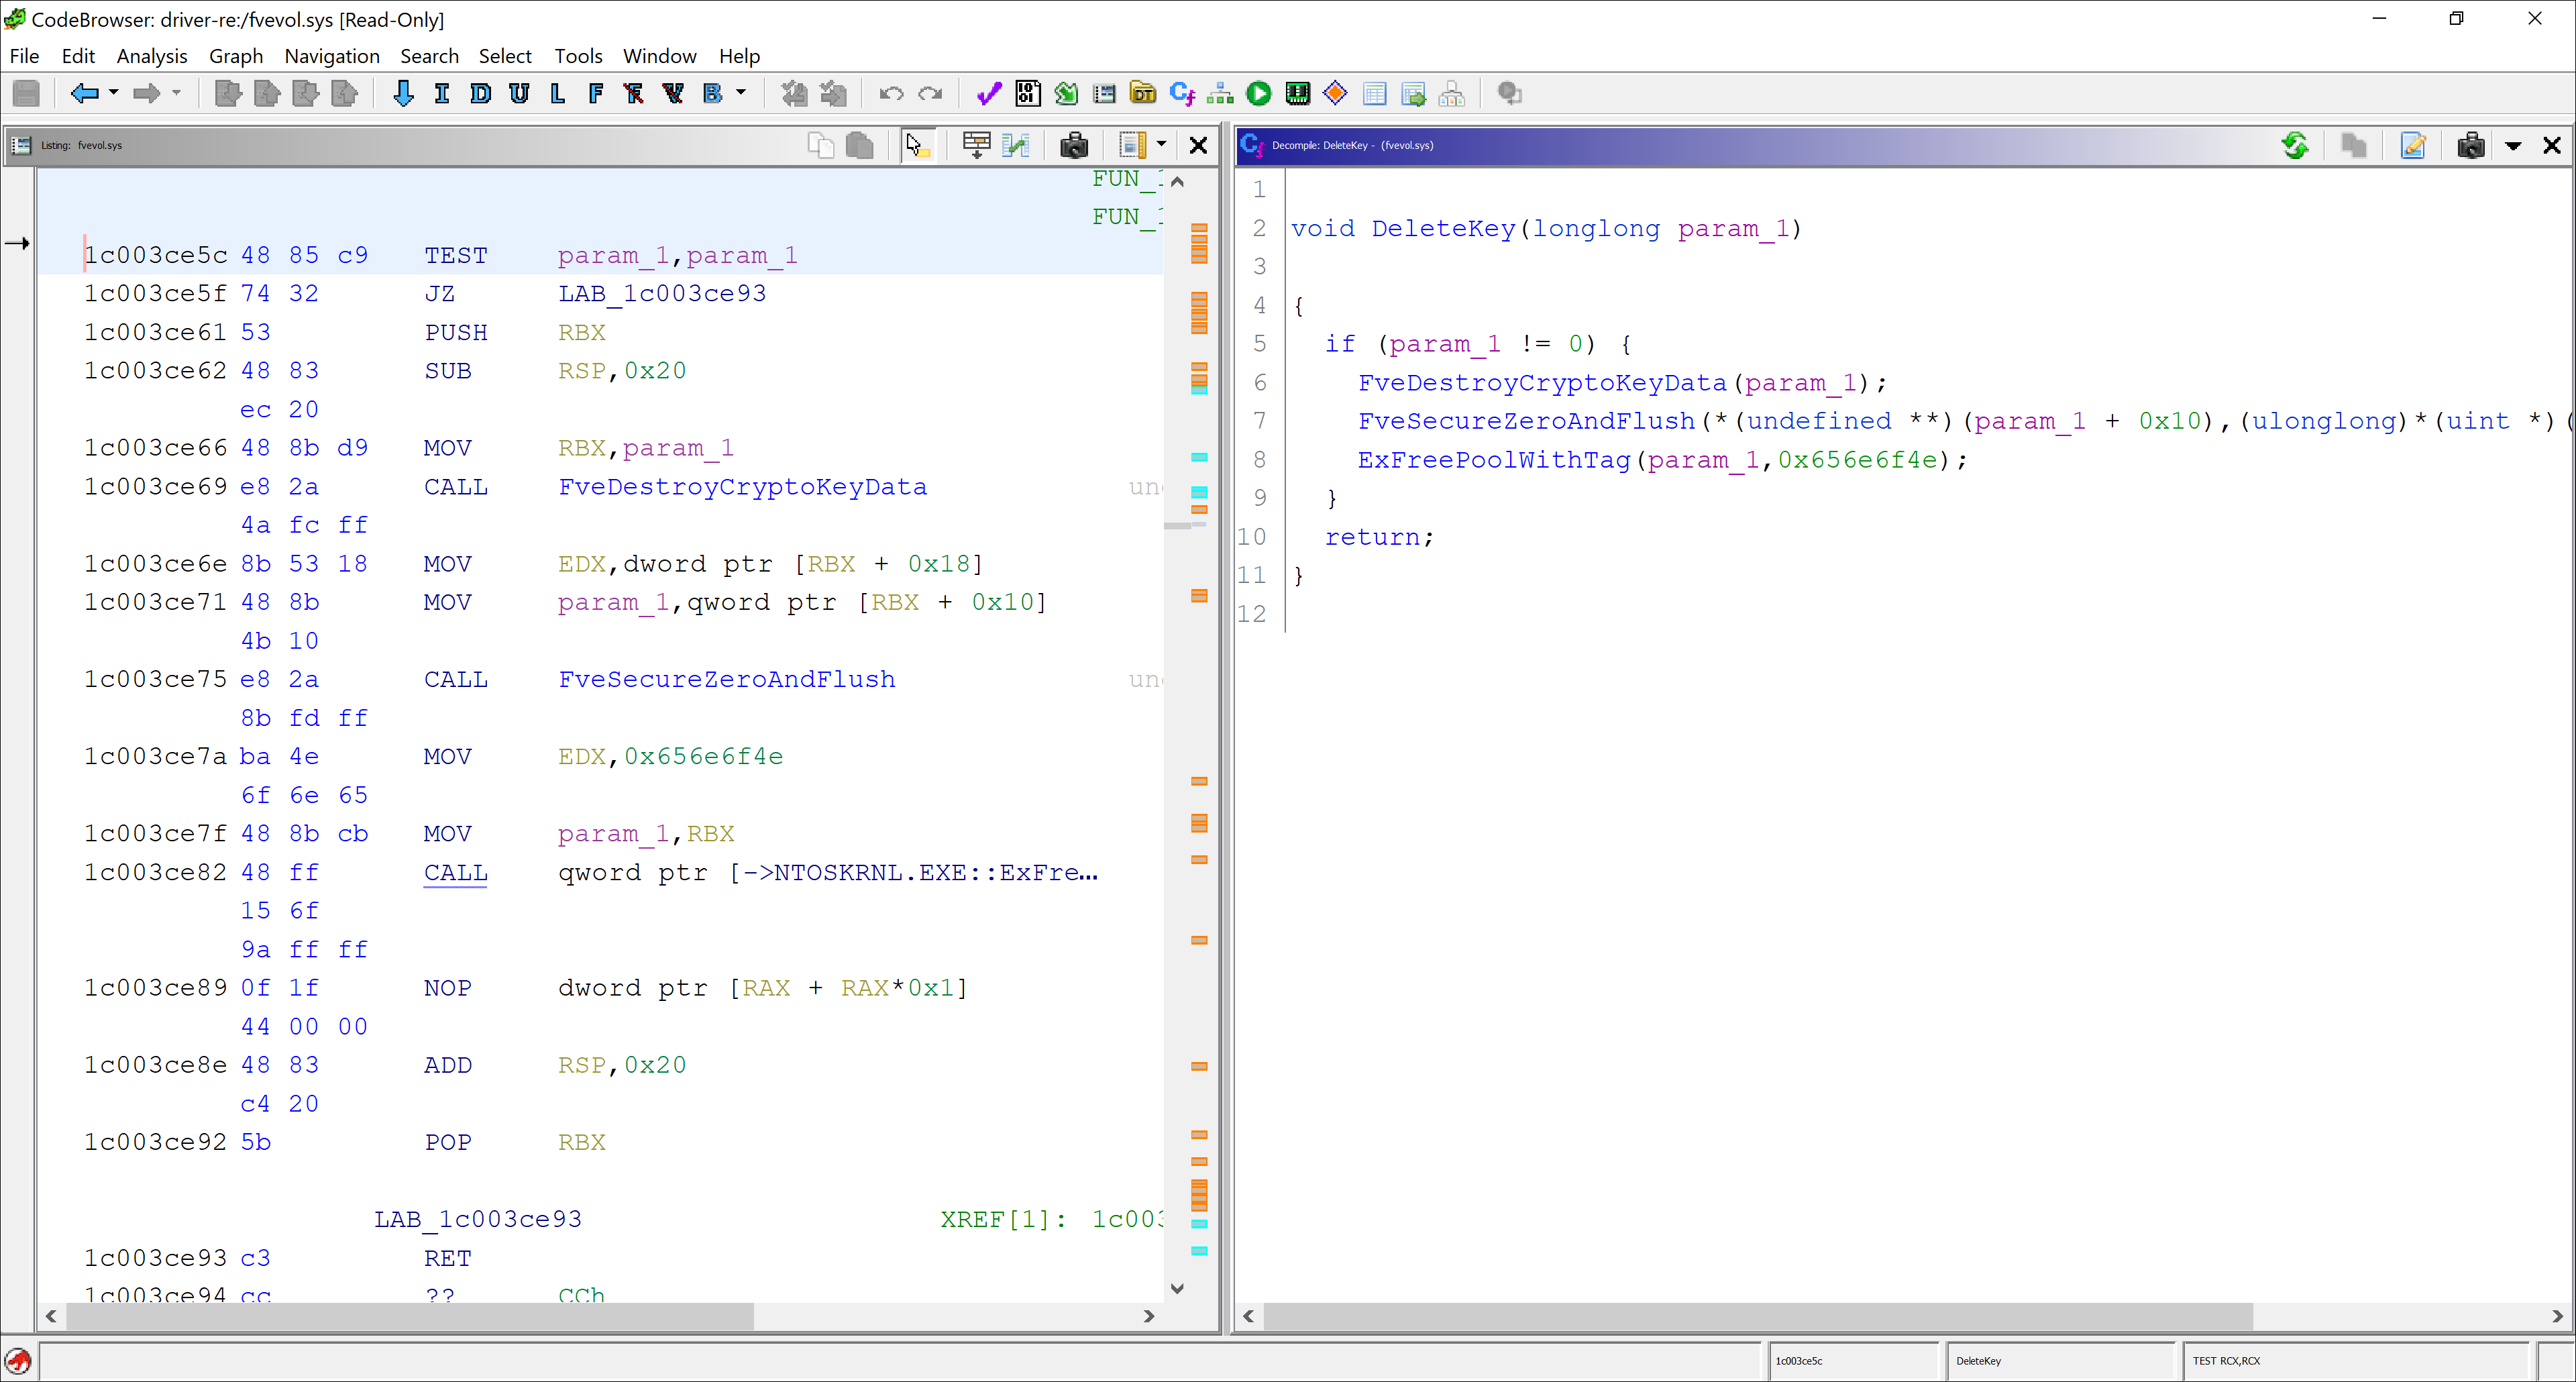 CodeBrowser: driver-re:/fvevol.sys [Read-Only]
File Edit Analysis Graph Navigation Search Select Tools Window Help
I D U L F F V B
Listing: fvevol.sys
FUN_1
FUN_1
1c003ce5c 48 85 c9 TEST param_1,param_1
1c003ce5f 74 32 JZ LAB_1c003ce93
1c003ce61 53 PUSH RBX
1c003ce62 48 83 SUB RSP,0x20
ec 20
1c003ce66 48 8b d9 MOV RBX,param_1
1c003ce69 e8 2a CALL FveDestroyCryptoKeyData un
4a fc ff
1c003ce6e 8b 53 18 MOV EDX,dword ptr [RBX + 0x18]
1c003ce71 48 8b MOV param_1,qword ptr [RBX + 0x10]
4b 10
1c003ce75 e8 2a CALL FveSecureZeroAndFlush un
8b fd ff
1c003ce7a ba 4e MOV EDX,0x656e6f4e
6f 6e 65
1c003ce7f 48 8b cb MOV param_1,RBX
1c003ce82 48 ff CALL qword ptr [->NTOSKRNL.EXE::ExFre...
15 6f
9a ff ff
1c003ce89 0f 1f NOP dword ptr [RAX + RAX*0x1]
44 00 00
1c003ce8e 48 83 ADD RSP,0x20
c4 20
1c003ce92 5b POP RBX
LAB_1c003ce93 XREF[1]: 1c003
1c003ce93 c3 RET
1c003ce94 cc ?? CCh
Decompile: DeleteKey - (fvevol.sys)
1
2 void DeleteKey(longlong param_1)
3
4 {
5 if (param_1 != 0) {
6 FveDestroyCryptoKeyData(param_1);
7 FveSecureZeroAndFlush(*(undefined **)(param_1 + 0x10),(ulonglong)*(uint *)(
8 ExFreePoolWithTag(param_1,0x656e6f4e);
9 }
10 return;
11 }
12
1c003ce5c DeleteKey TEST RCX,RCX